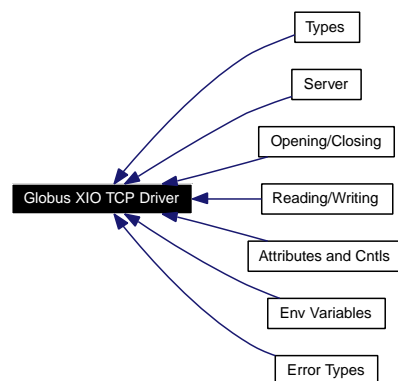 Types
Server
Opening/Closing
Globus XIO TCP Driver
Reading/Writing
Attributes and Cntls
Env Variables
Error Types